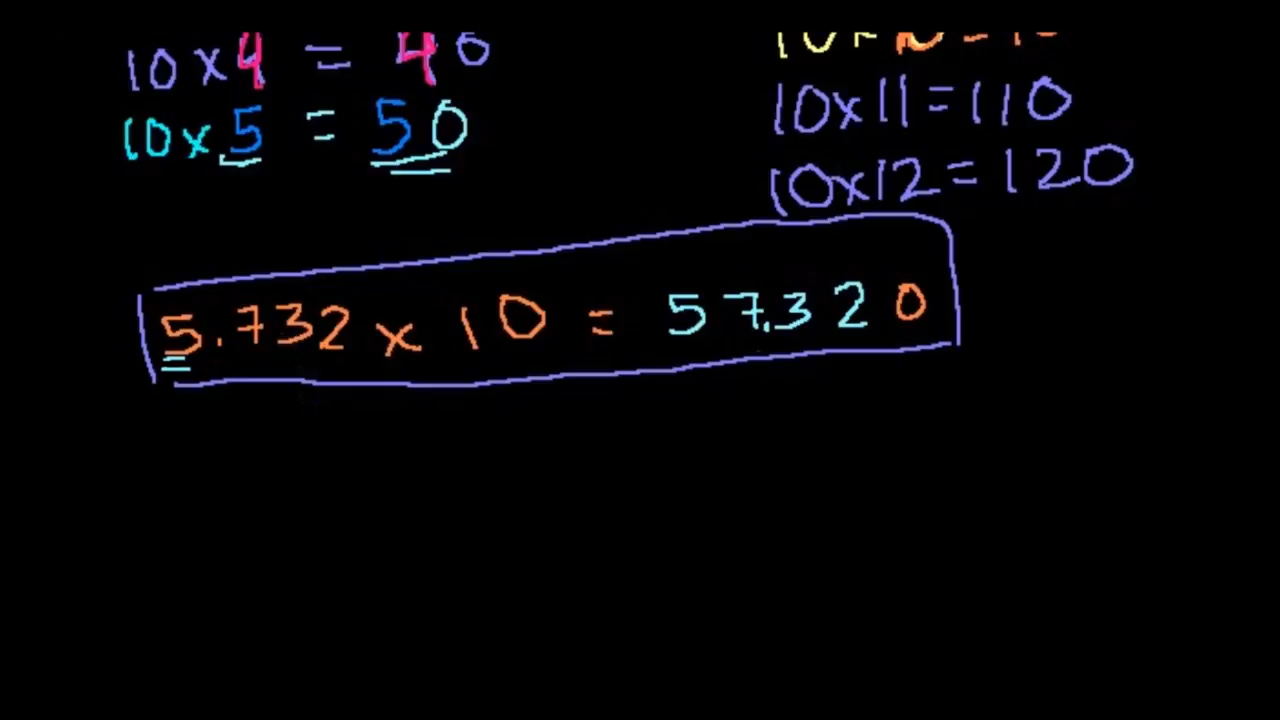 10x4 = 40
10x5 = 50
10x11=110
10x12=120
5.732 x 10 = 57.320